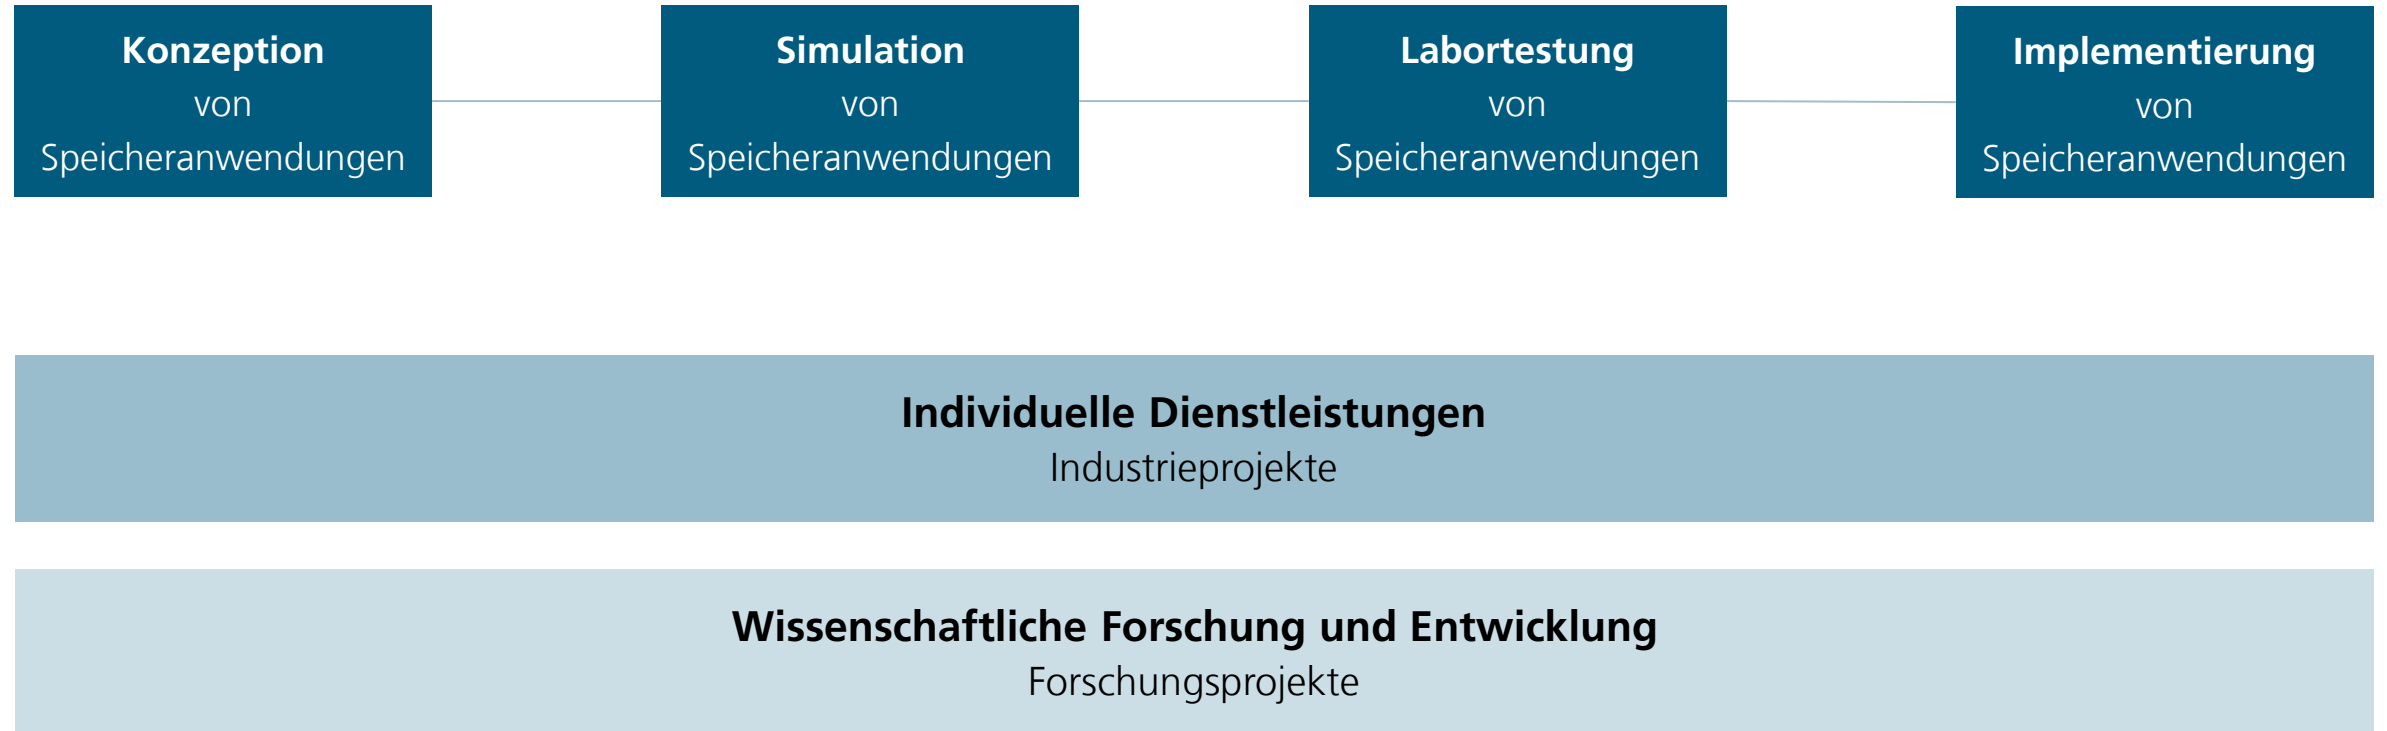 Konzeption
von
Speicheranwendungen
Simulation
von
Speicheranwendungen
Labortestung
von
Speicheranwendungen
Implementierung
von
Speicheranwendungen
Individuelle Dienstleistungen
Industrieprojekte
Wissenschaftliche Forschung und Entwicklung
Forschungsprojekte